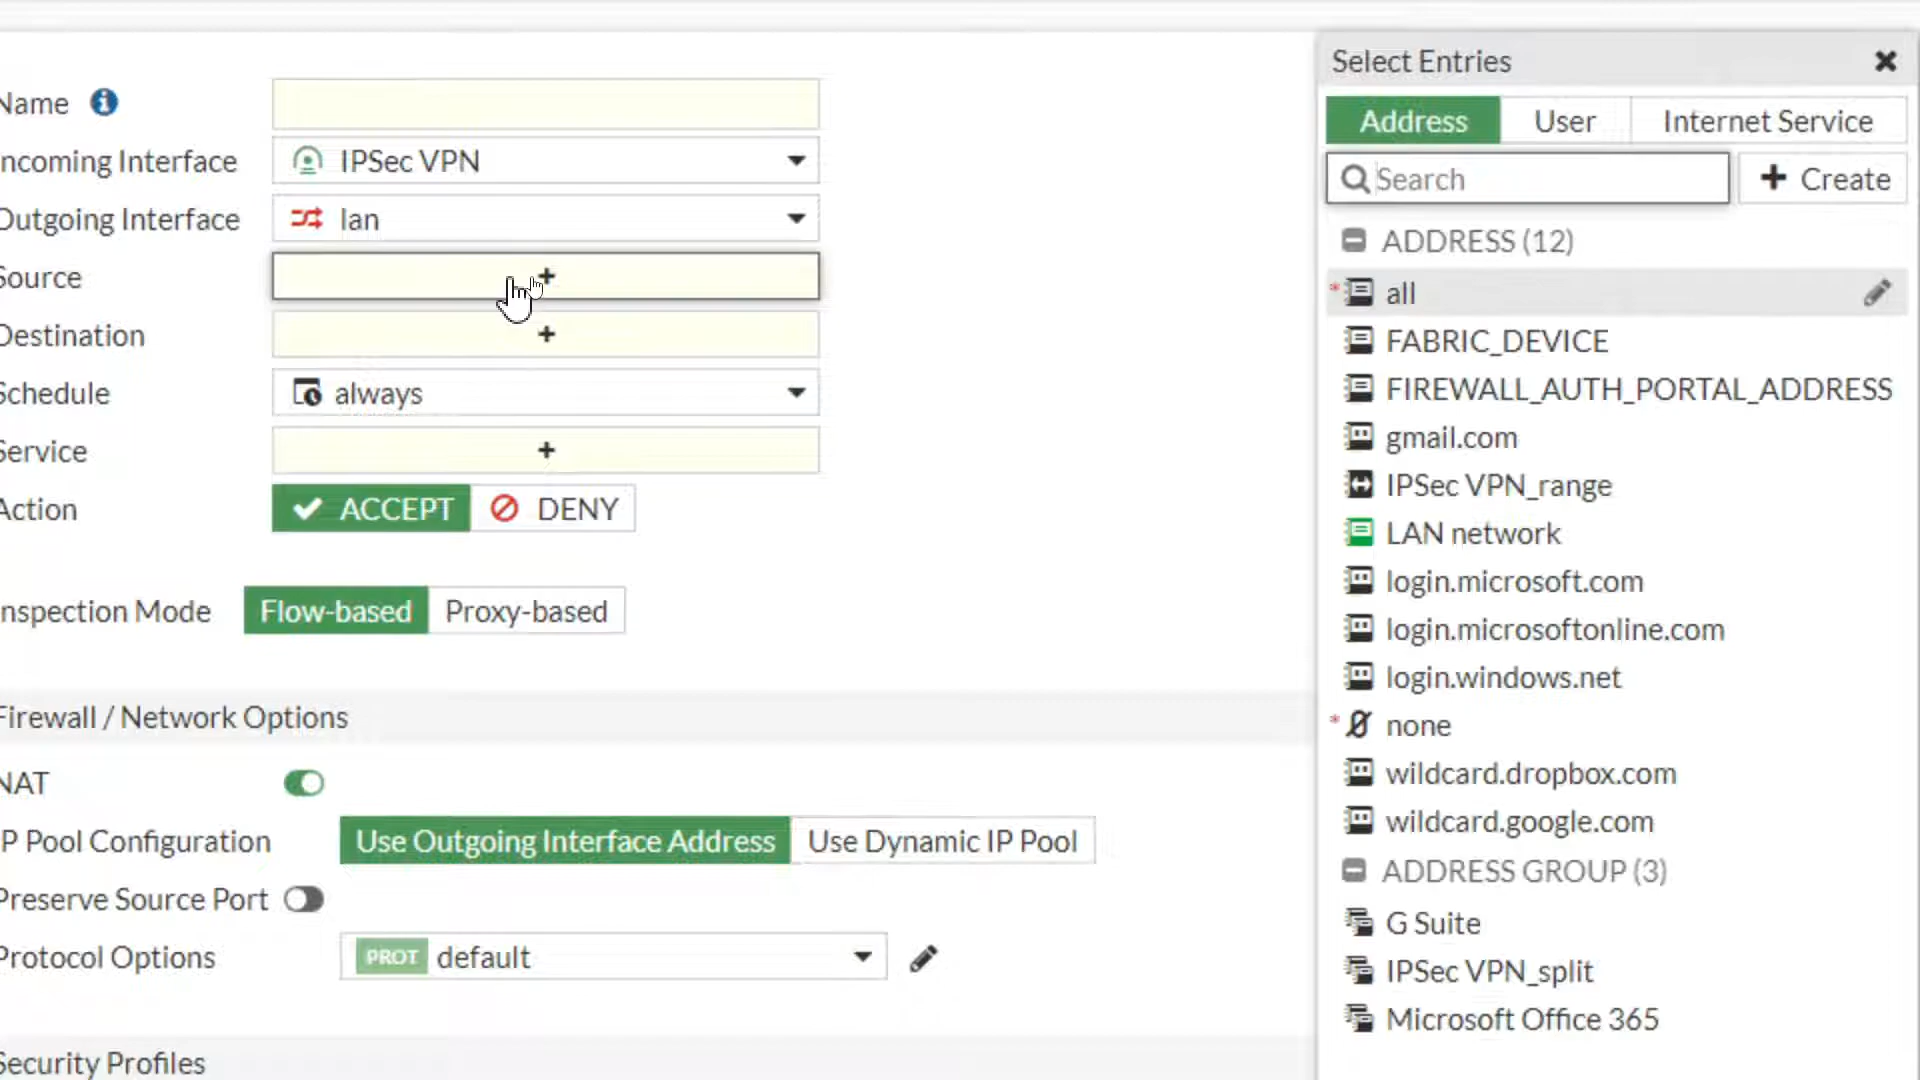 Name
Incoming Interface
IPSec VPN
Outgoing Interface
lan
Source
+
Destination
+
Schedule
always
Service
+
Action
ACCEPT
DENY
Inspection Mode
Flow-based
Proxy-based
Firewall / Network Options
NAT
IP Pool Configuration
Use Outgoing Interface Address
Use Dynamic IP Pool
Preserve Source Port
Protocol Options
PROT
default
Security Profiles
Select Entries
Address
User
Internet Service
Search
+ Create
ADDRESS (12)
* all
FABRIC_DEVICE
FIREWALL_AUTH_PORTAL_ADDRESS
gmail.com
IPSec VPN_range
LAN network
login.microsoft.com
login.microsoftonline.com
login.windows.net
* none
wildcard.dropbox.com
wildcard.google.com
ADDRESS GROUP (3)
G Suite
IPSec VPN_split
Microsoft Office 365